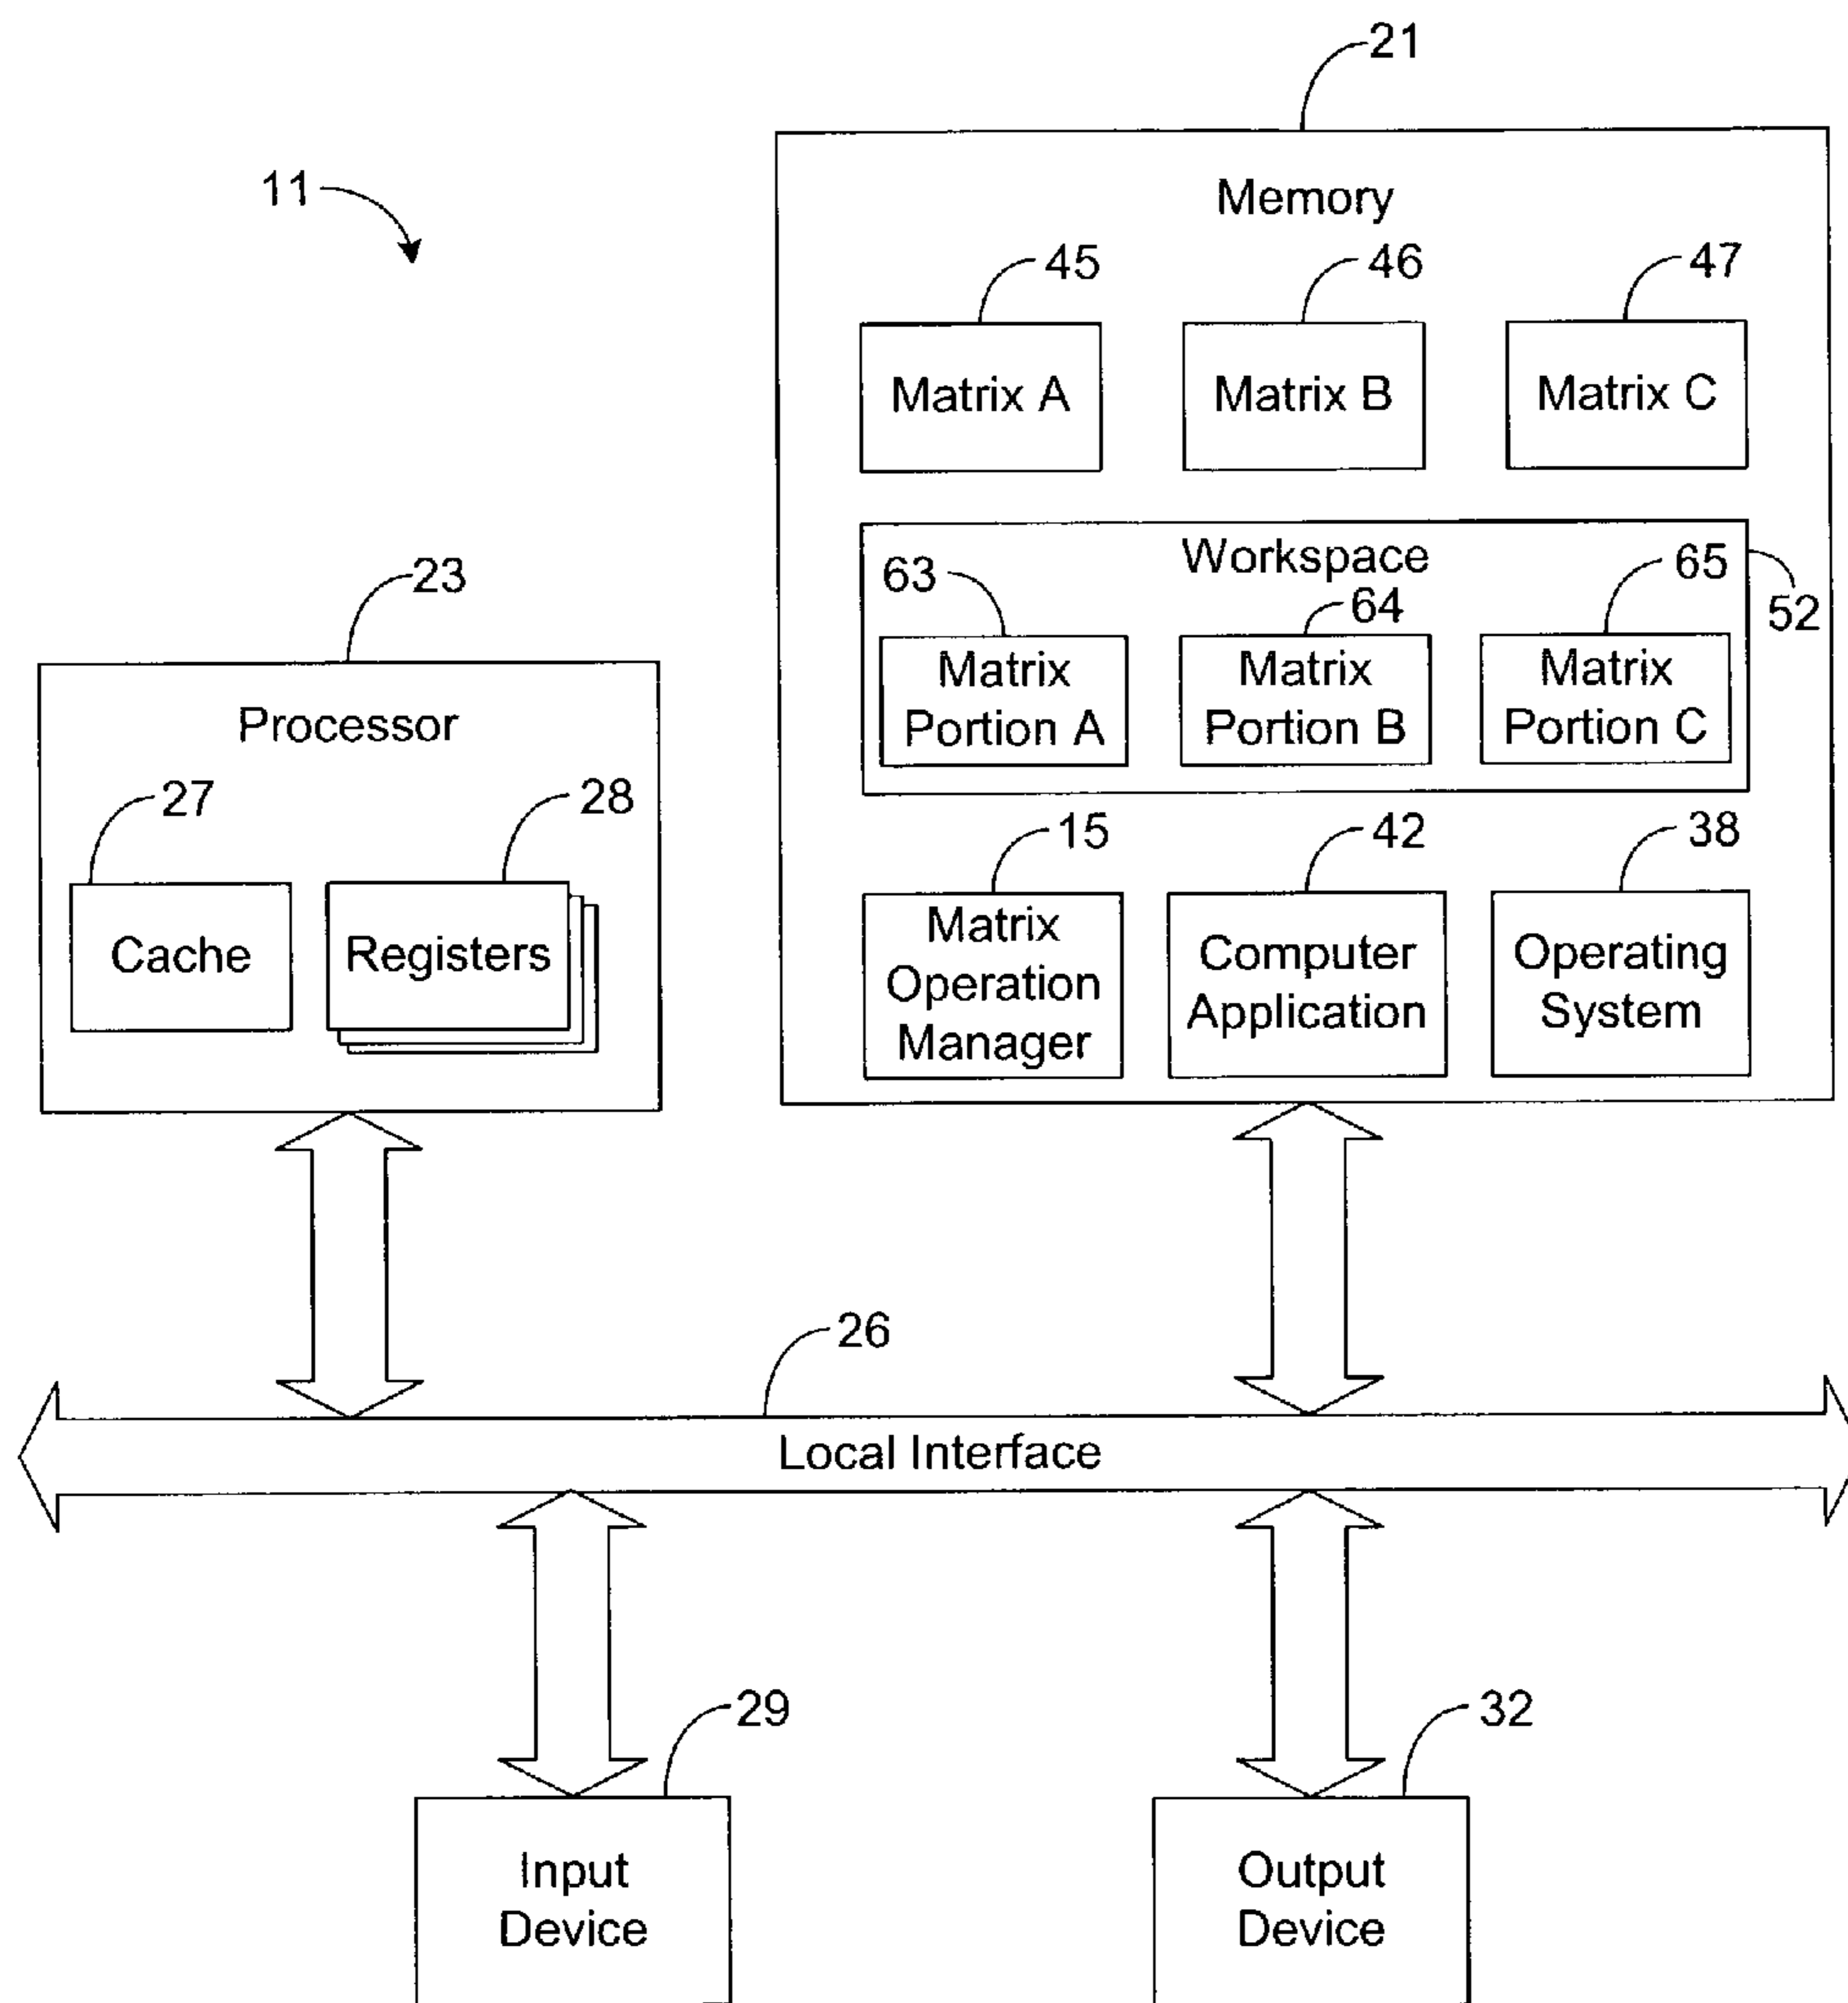 21
11
Memory
45
46
47
Matrix A
Matrix B
Matrix C
Workspace
63
64
65
52
Matrix
Portion A
Matrix
Portion B
Matrix
Portion C
23
Processor
27
28
Cache
Registers
15
42
38
Matrix
Operation
Manager
Computer
Application
Operating
System
26
Local Interface
29
32
Input
Device
Output
Device